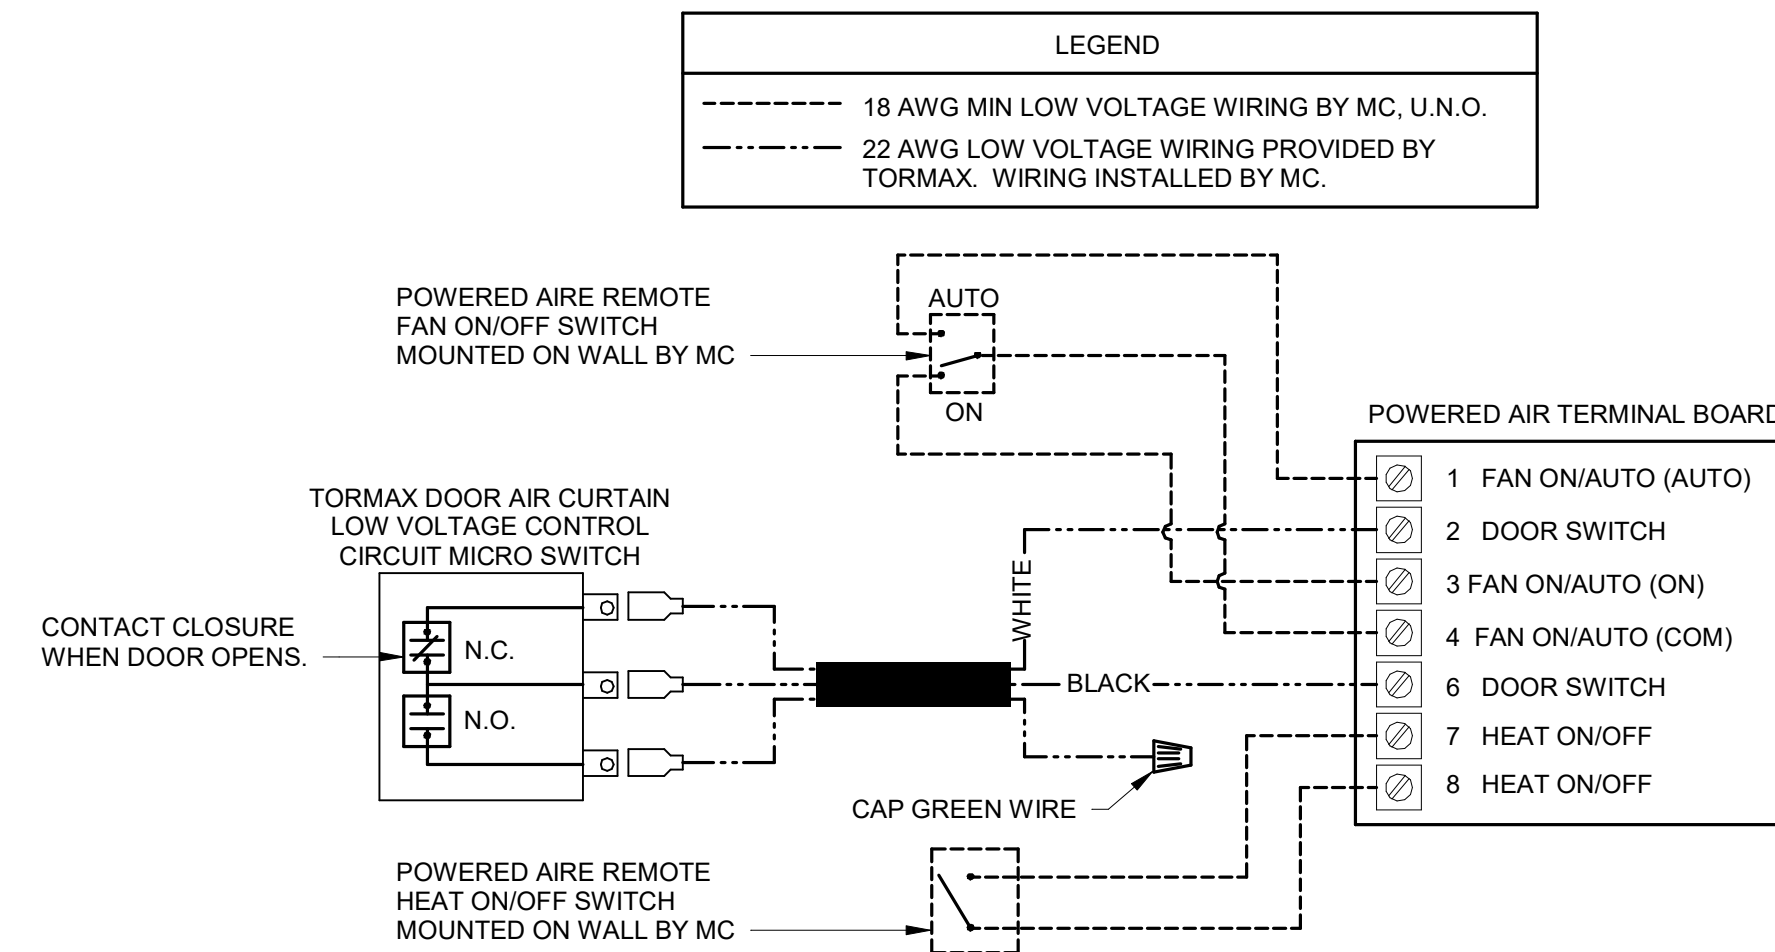 LEGEND
18 AWG MIN LOW VOLTAGE WIRING BY MC, U.N.O.
22 AWG LOW VOLTAGE WIRING PROVIDED BY
TORMAX.  WIRING INSTALLED BY MC.
POWERED AIRE REMOTE
FAN ON/OFF SWITCH
MOUNTED ON WALL BY MC
AUTO
ON
POWERED AIR TERMINAL BOARD
1 FAN ON/AUTO (AUTO)
2 DOOR SWITCH
3 FAN ON/AUTO (ON)
4 FAN ON/AUTO (COM)
6 DOOR SWITCH
7 HEAT ON/OFF
8 HEAT ON/OFF
TORMAX DOOR AIR CURTAIN
LOW VOLTAGE CONTROL
CIRCUIT MICRO SWITCH
CONTACT CLOSURE
WHEN DOOR OPENS.
N.C.
N.O.
WHITE
BLACK
CAP GREEN WIRE
POWERED AIRE REMOTE
HEAT ON/OFF SWITCH
MOUNTED ON WALL BY MC